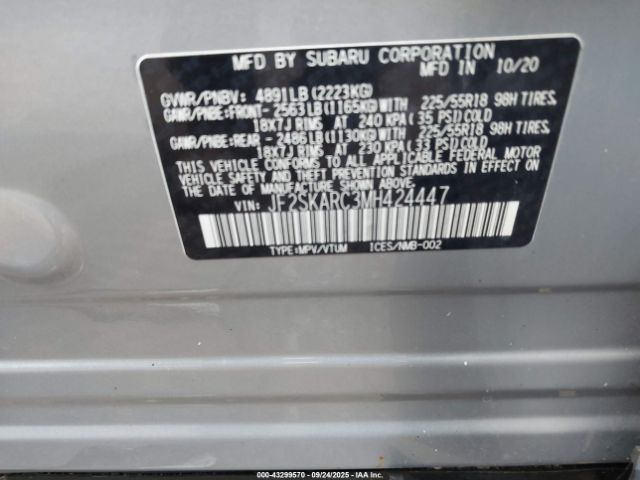 MFD BY SUBARU CORPORATION
MFD IN 10/20
GVWR/PNBV: 4891LB(2223KG)
GAWR/PNBE:FRONT- 2563LB(1165KG)WITH 225/55R18 98H TIRES,
18X7J RIMS AT 240 KPA(35 PSI)COLD
GAWR/PNBE:REAR - 2486LB(1130KG)WITH 225/55R18 98H TIRES,
18X7J RIMS AT 230 KPA(33 PSI)COLD
THIS VEHICLE CONFORMS TO ALL APPLICABLE FEDERAL MOTOR
VEHICLE SAFETY AND BUMPER STANDARDS IN EFFECT ON
THE DATE OF MANUFACTURE SHOWN ABOVE.
VIN: JF2SKARC3MH424447
TYPE:MPV/VTUM ICES/NMB-002
000-43299570 - 09/24/2025 - IAAI.COM